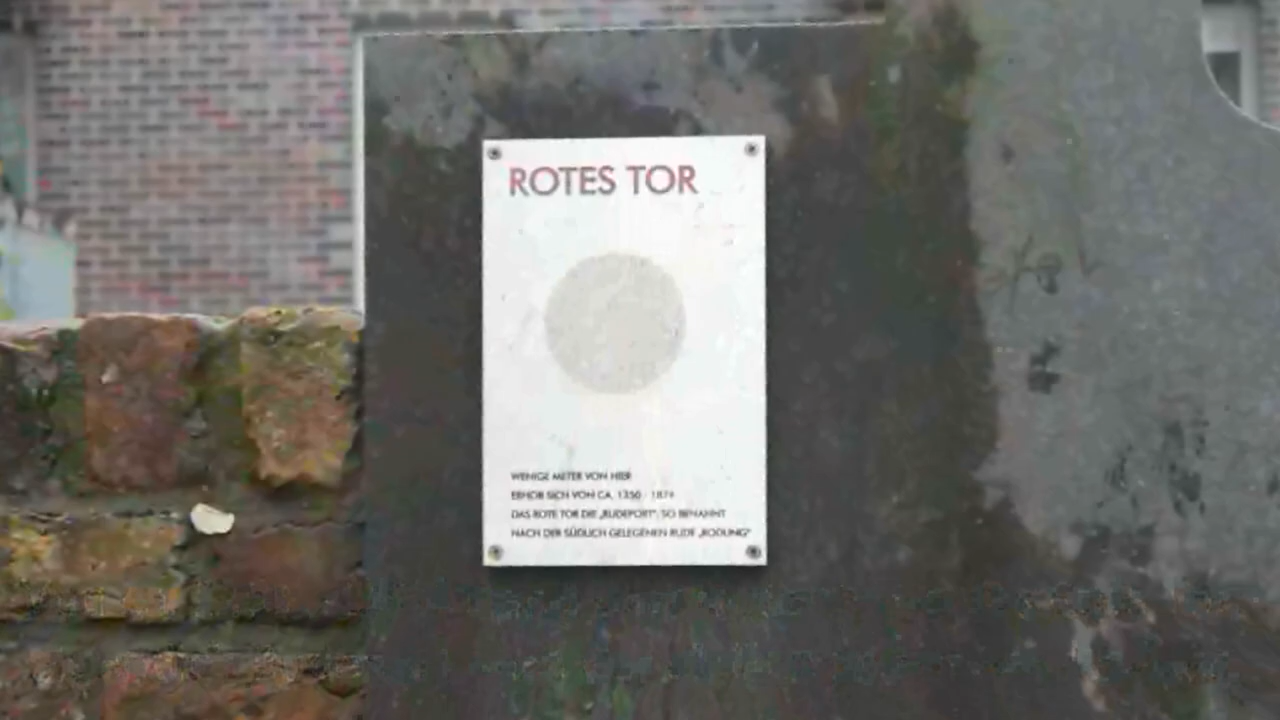 ROTES TOR
WENIGE METER VON HIER
ERHOB SICH VON CA. 1350 - 1874
DAS ROTE TOR DIE „RUDEPORT“, SO BENANNT
NACH DER SÜDLICH GELEGENEN RUDE „RODUNG“